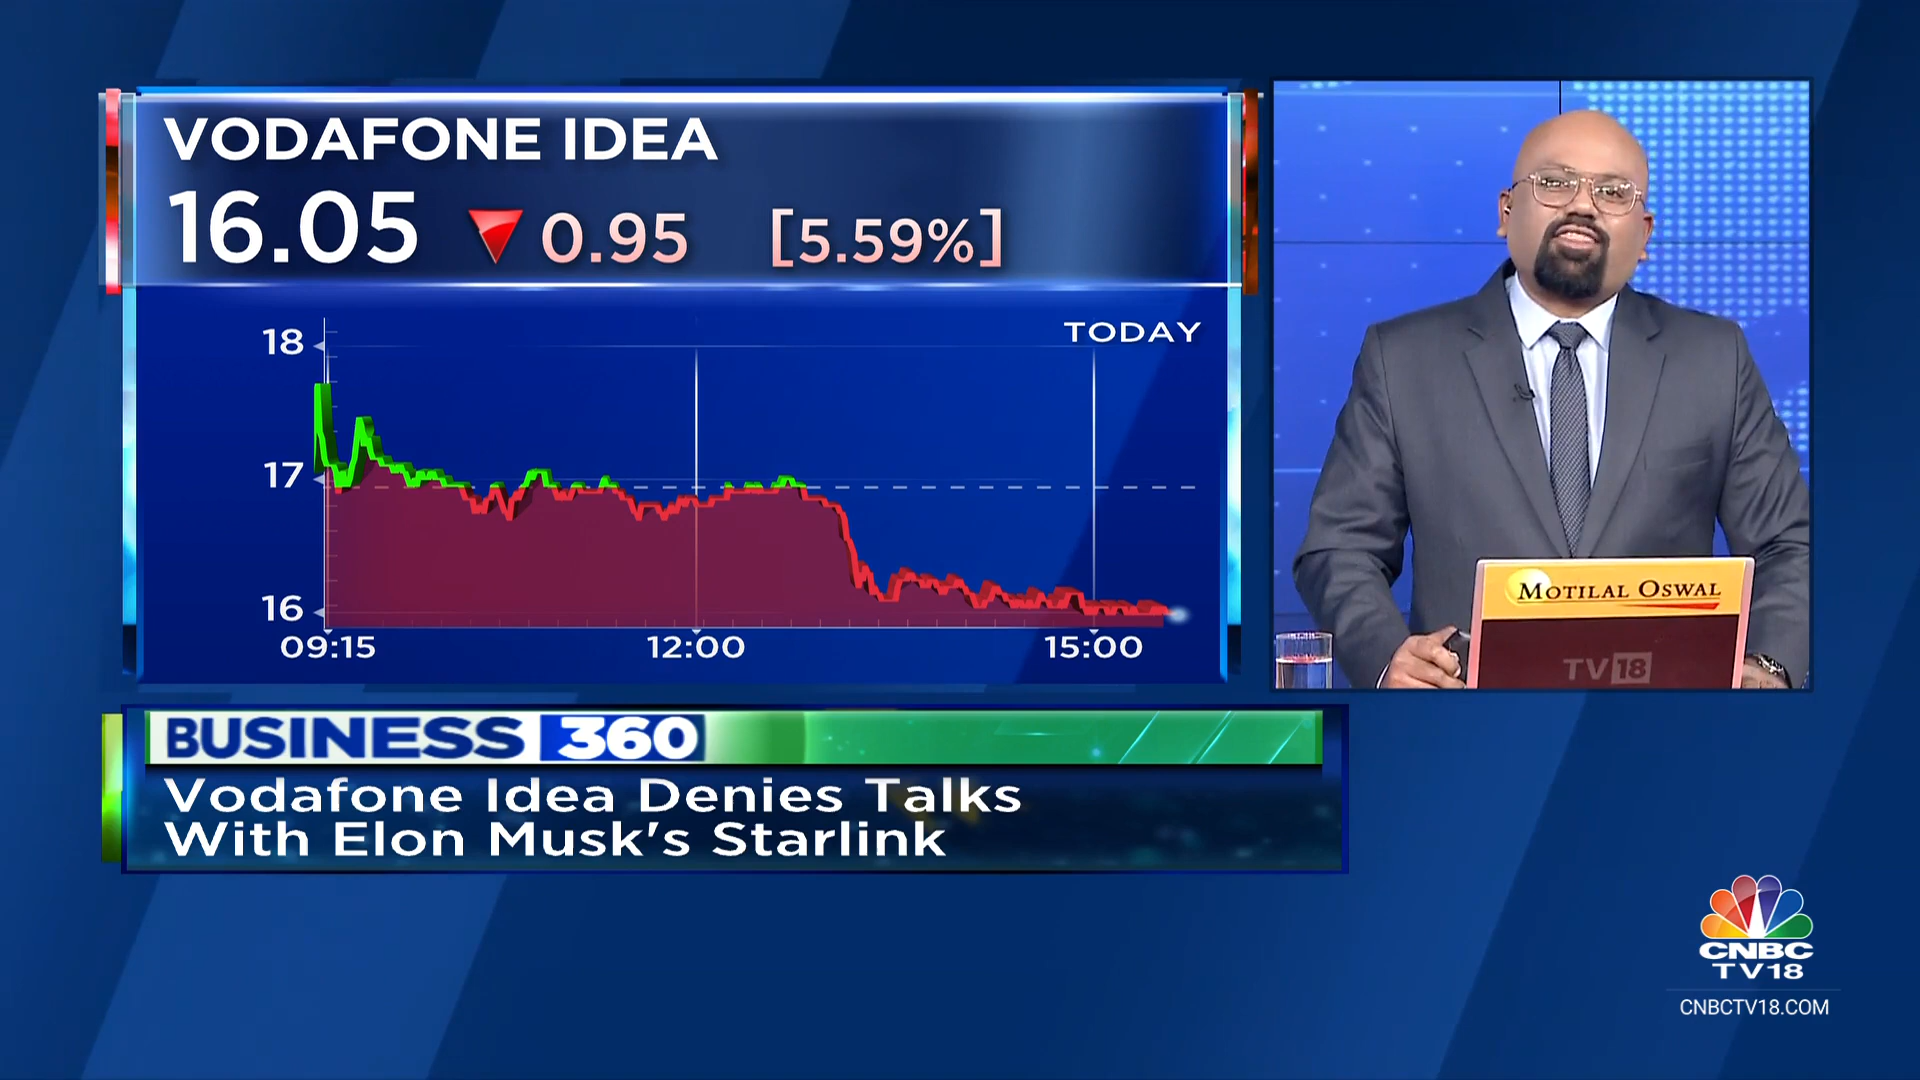 VODAFONE IDEA
16.05 ▼ 0.95 [5.59%]
TODAY
18
17
16
09:15 12:00 15:00
MOTILAL OSWAL
TV18
BUSINESS 360
Vodafone Idea Denies Talks
With Elon Musk's Starlink
CNBC
TV18
CNBCTV18.COM